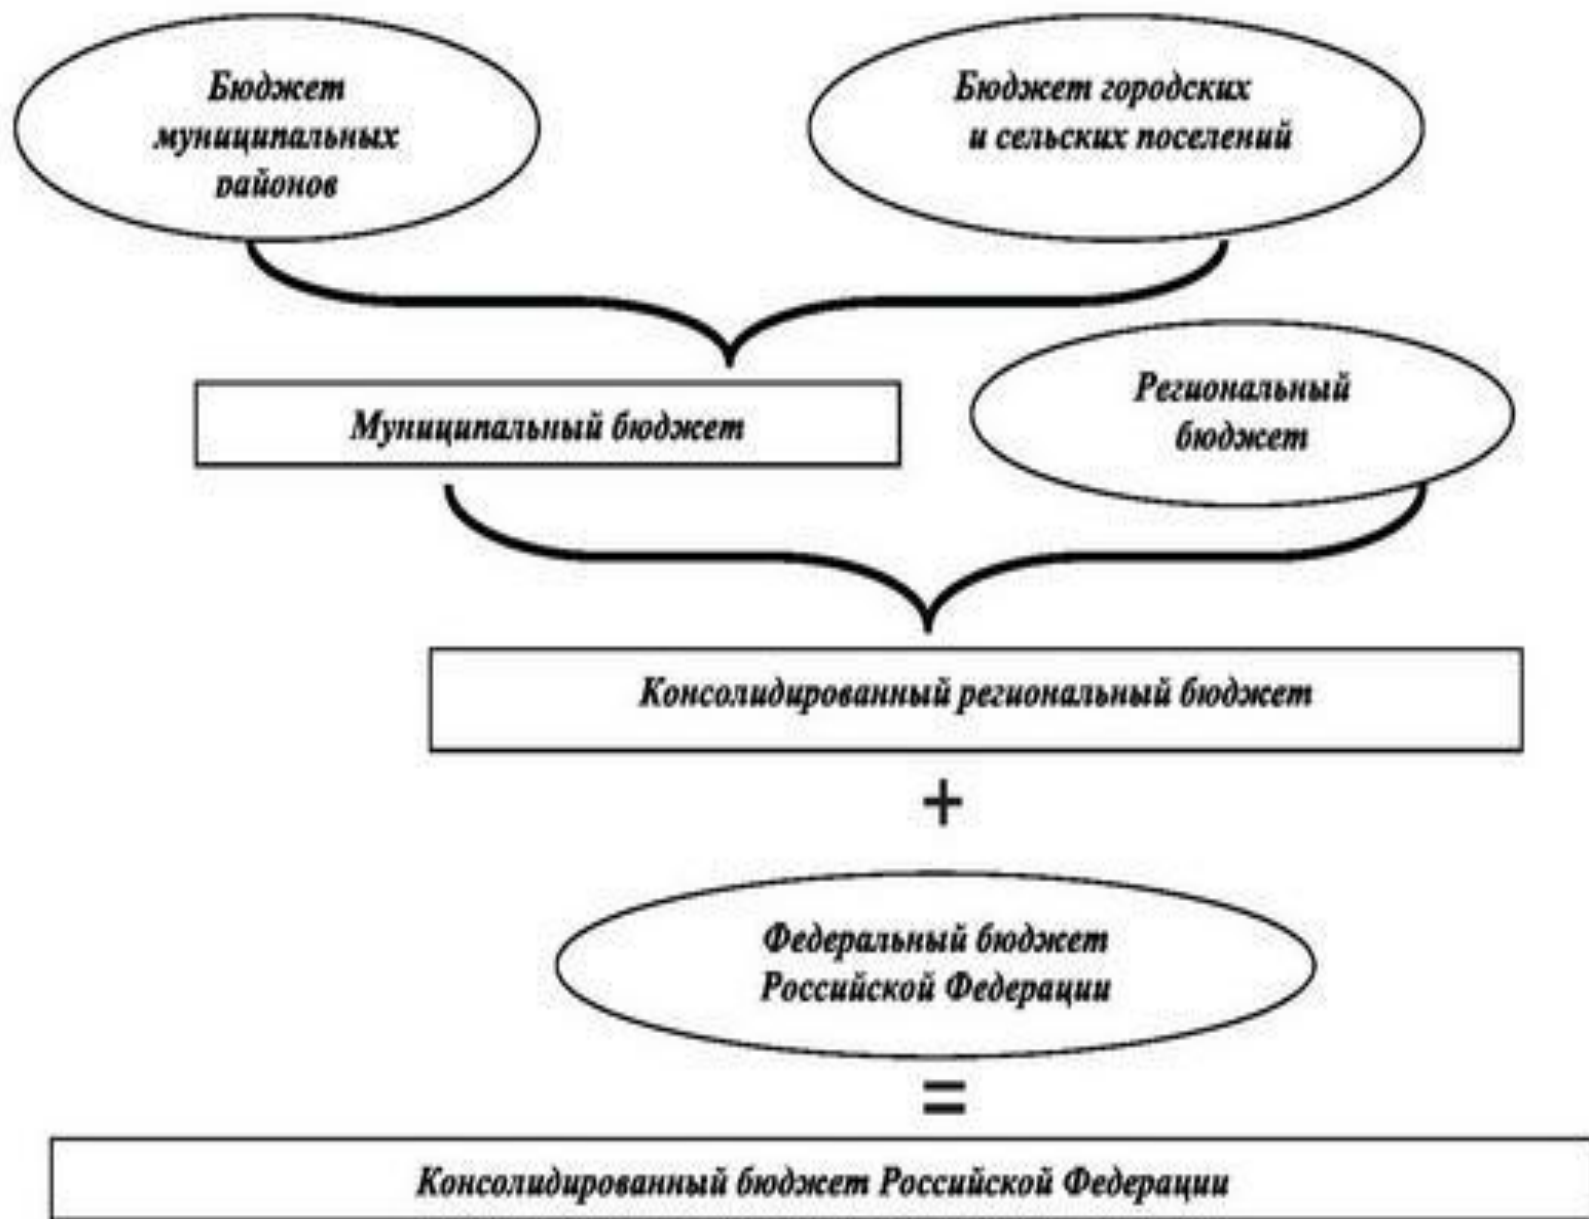 Бюджет
муниципальных
районов
Бюджет городских
и сельских поселений
Муниципальный бюджет
Региональный
бюджет
Консолидированный региональный бюджет
+
Федеральный бюджет
Российской Федерации
=
Консолидированный бюджет Российской Федерации